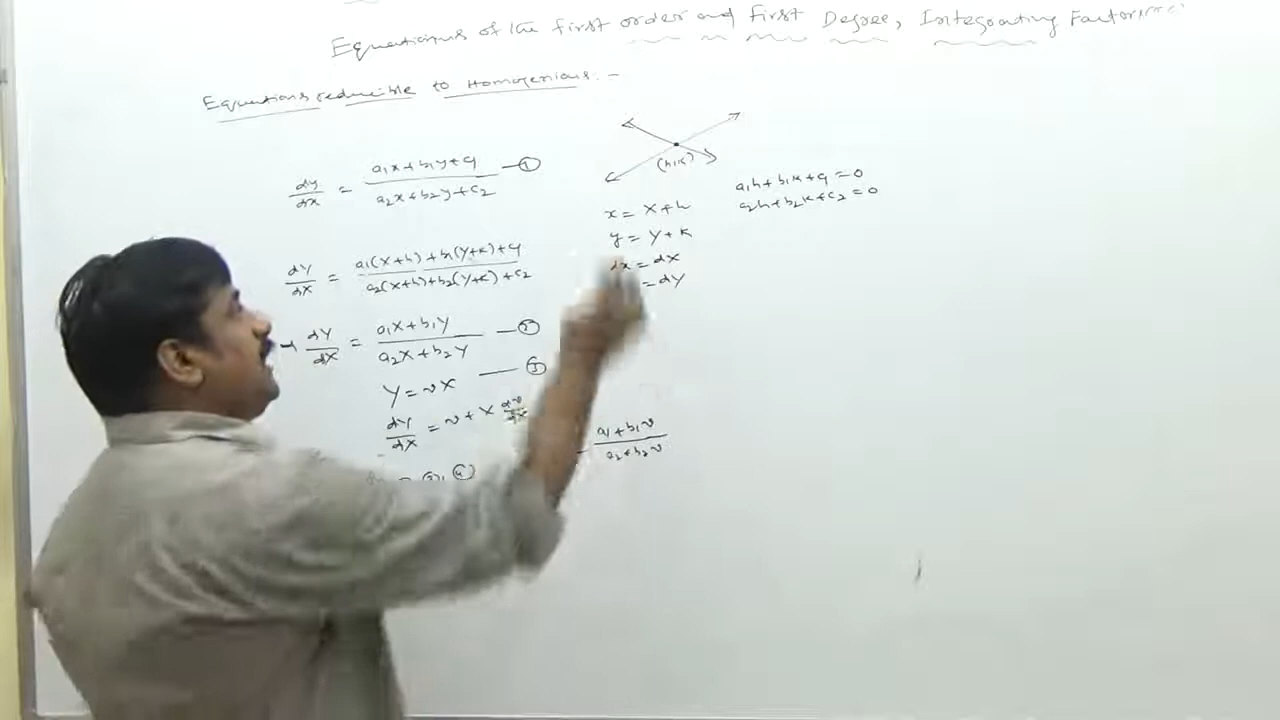 Equations of the first order and first Degree, Integrating Factor
Equations reducible to Homogenious: -
dy/dx = a₁x+b₁y+c₁ / a₂x+b₂y+c₂ — ①
(h,k)
a₁h+b₁k+c₁=0
a₂h+b₂k+c₂=0
x = X+h
y = Y+k
dx = dX
= dY
dY/dX = a₁(X+h)+b₁(Y+k)+c₁ / a₂(X+h)+b₂(Y+k)+c₂
dY/dX = a₁X+b₁Y / a₂X+b₂Y — ②
Y = vX — ③
dY/dX = v + X dv/dX
a₁+b₁v / a₂+b₂v
④